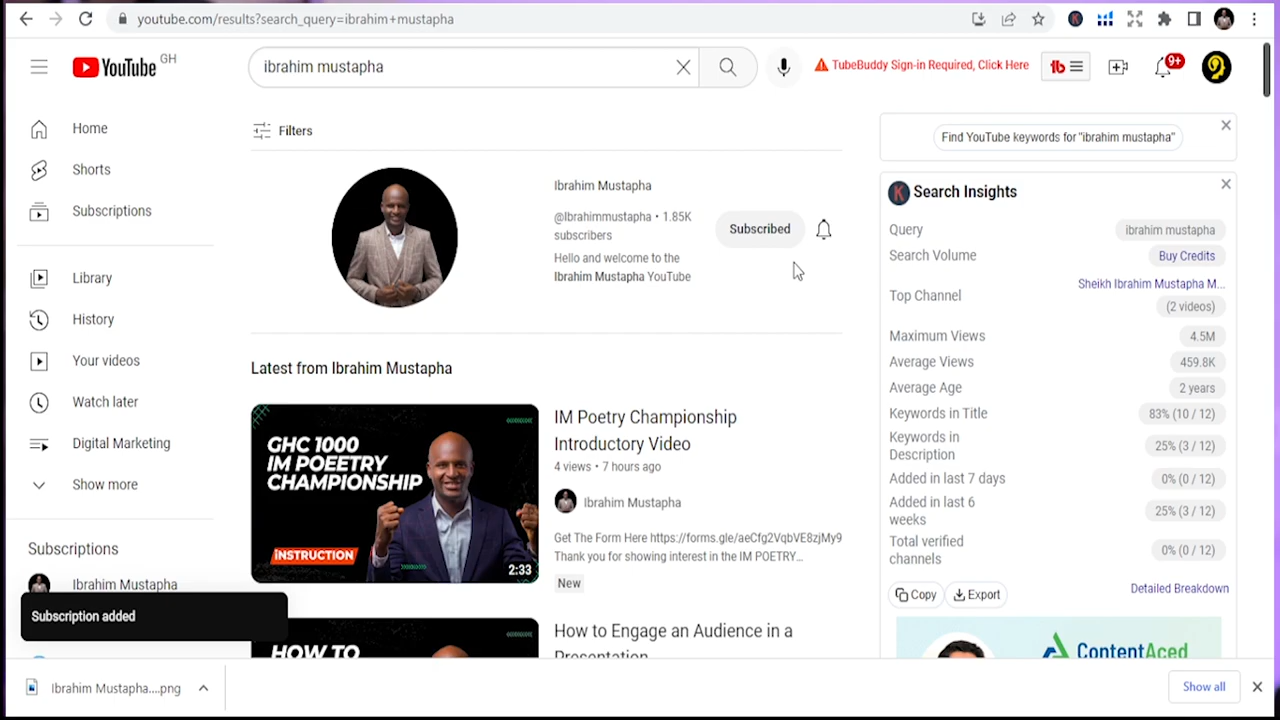 youtube.com/results?search_query=ibrahim+mustapha
YouTube GH
ibrahim mustapha
TubeBuddy Sign-in Required, Click Here
tb
9+
Home
Shorts
Subscriptions
Library
History
Your videos
Watch later
Digital Marketing
Show more
Subscriptions
Ibrahim Mustapha
Subscription added
Filters
Ibrahim Mustapha
@Ibrahimmustapha • 1.85K
subscribers
Hello and welcome to the
Ibrahim Mustapha YouTube
Subscribed
Latest from Ibrahim Mustapha
GHC 1000
IM POEETRY
CHAMPIONSHIP
INSTRUCTION
2:33
IM Poetry Championship
Introductory Video
4 views • 7 hours ago
Ibrahim Mustapha
Get The Form Here https://forms.gle/aeCfg2VqbVE8zjMy9
Thank you for showing interest in the IM POETRY...
New
HOW TO
How to Engage an Audience in a
Presentation
Find YouTube keywords for "ibrahim mustapha"
K Search Insights
Query ibrahim mustapha
Search Volume Buy Credits
Top Channel Sheikh Ibrahim Mustapha M...
(2 videos)
Maximum Views 4.5M
Average Views 459.8K
Average Age 2 years
Keywords in Title 83% (10 / 12)
Keywords in
Description 25% (3 / 12)
Added in last 7 days 0% (0 / 12)
Added in last 6
weeks 25% (3 / 12)
Total verified
channels 0% (0 / 12)
Copy Export Detailed Breakdown
ContentAced
Ibrahim Mustapha....png
Show all